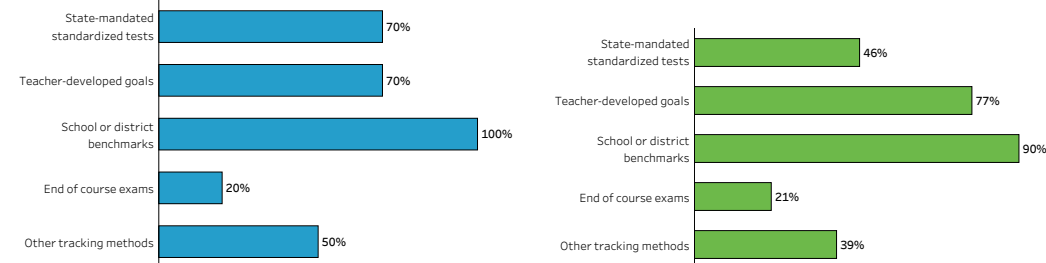 State-mandated
standardized tests
70%
Teacher-developed goals
70%
School or district
benchmarks
100%
End of course exams
20%
Other tracking methods
50%
State-mandated
standardized tests
46%
Teacher-developed goals
77%
School or district
benchmarks
90%
End of course exams
21%
Other tracking methods
39%